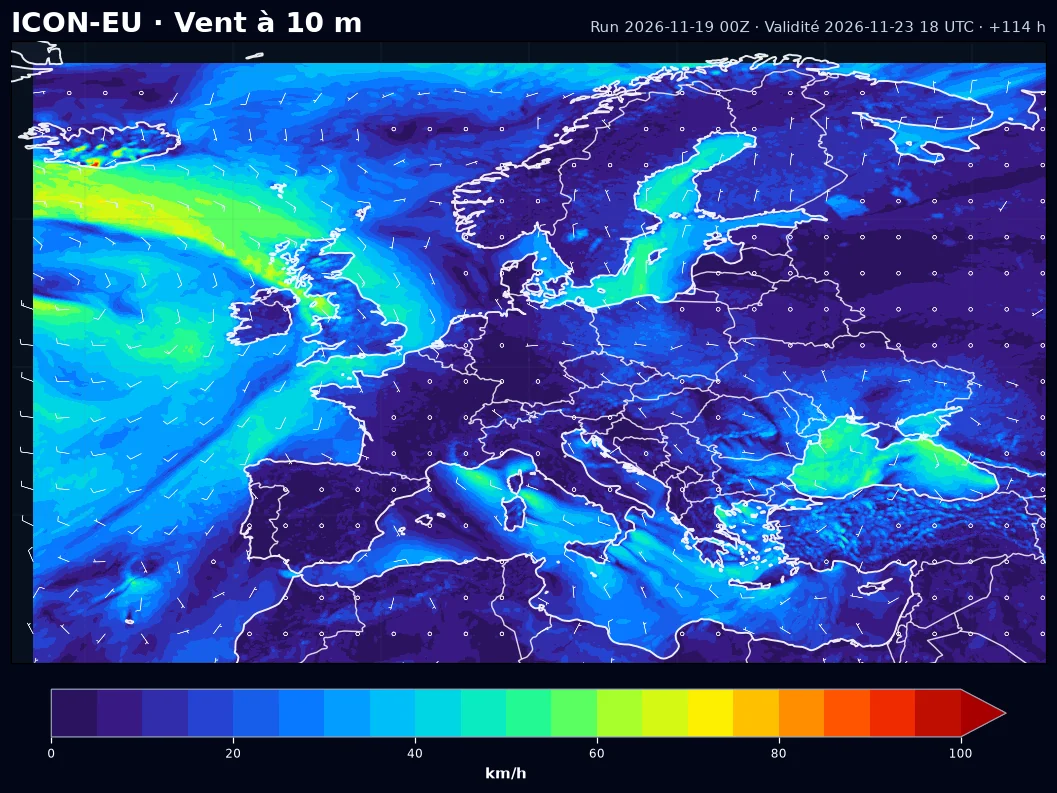 ICON-EU · Vent à 10 m
Run 2026-11-19 00Z · Validité 2026-11-23 18 UTC · +114 h
0 20 40 60 80 100
km/h